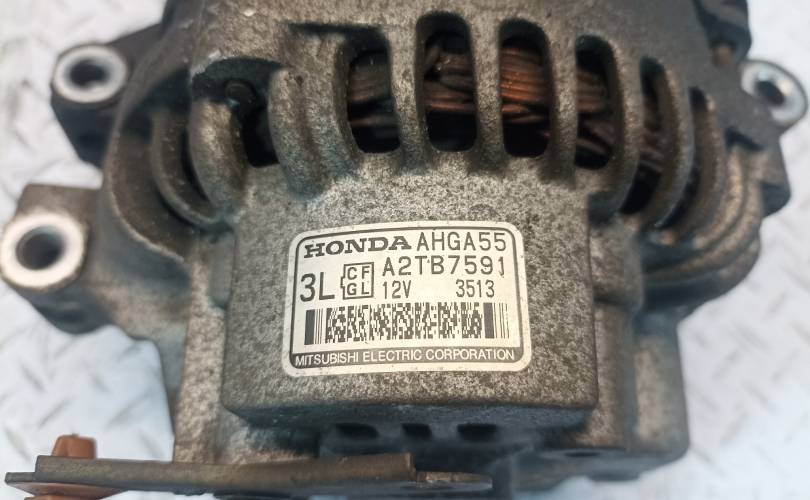 HONDA AHGA55
3L CF GL A2TB7591
12V 3513
MITSUBISHI ELECTRIC CORPORATION